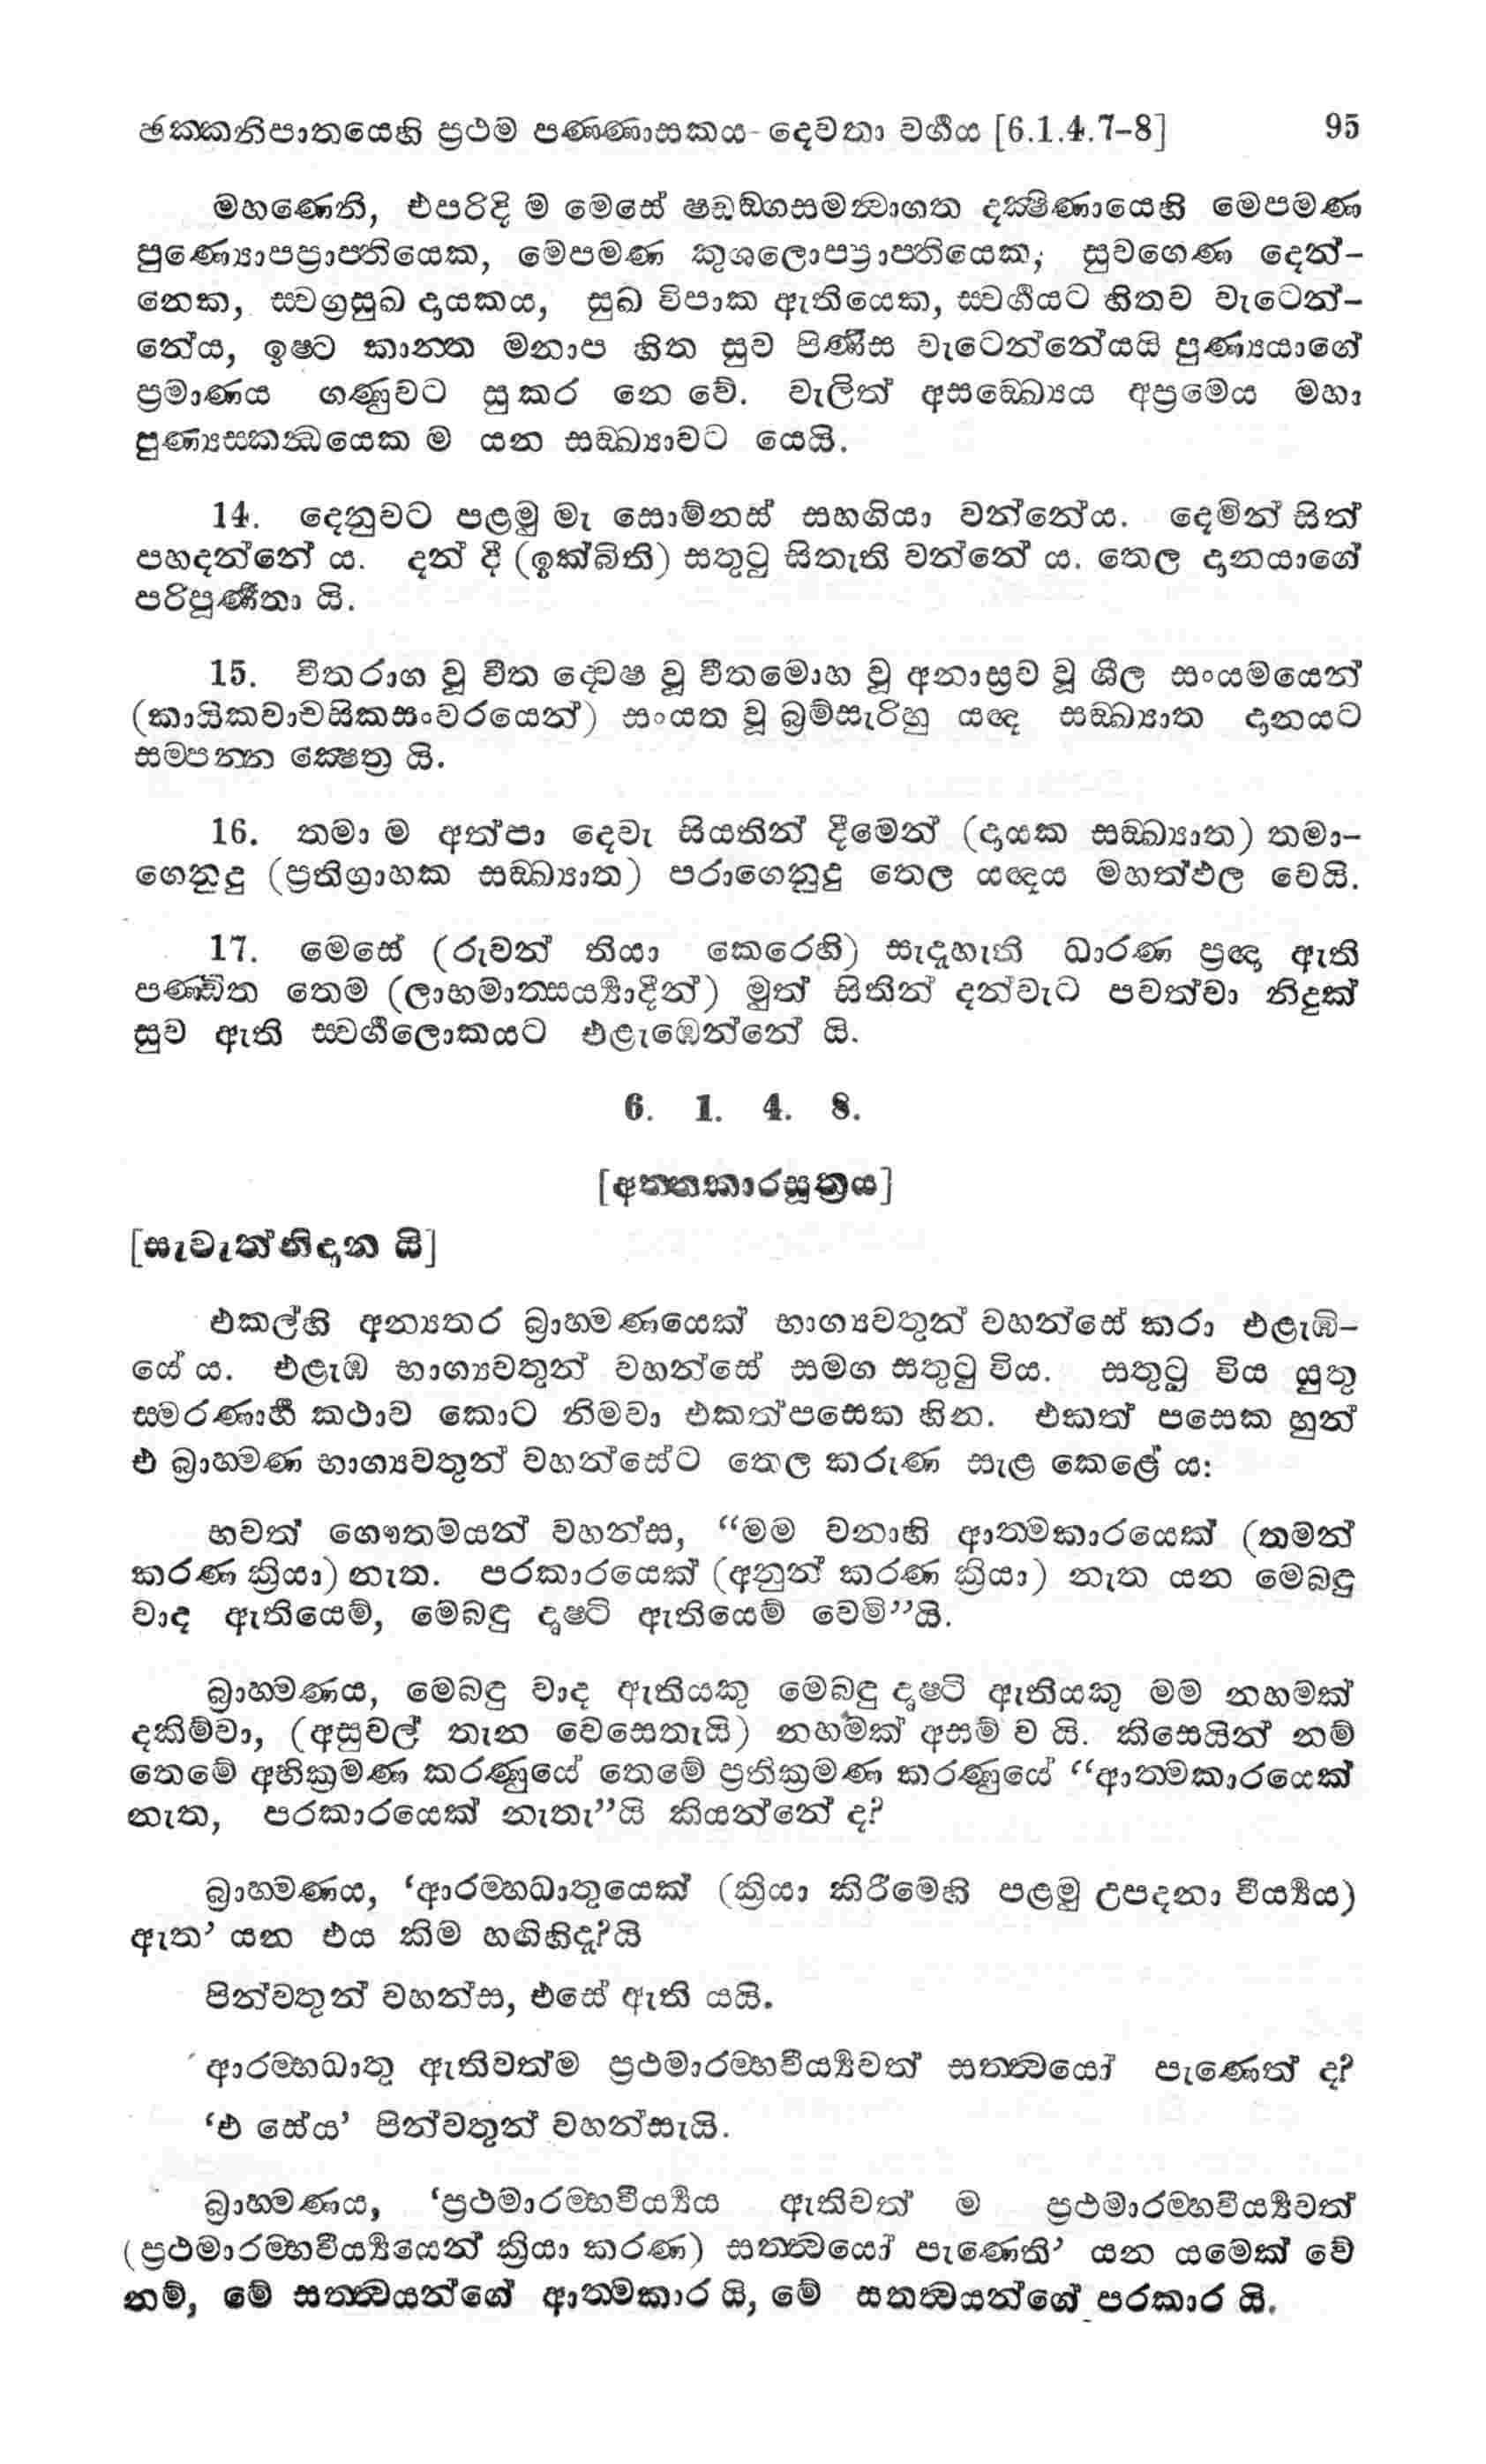 ඡක්කනිපාතයෙහි ප්‍රථම පණ්ණාසකය - දෙවතා වර්ගය [6.1.4.7-8] 95
මහණෙනි, එපරිදි ම මෙසේ ෂඩඞ්ගසමන්වාගත දක්ෂිණායෙහි මෙපමණ
පුණ්‍යොපප්‍රාප්තියෙක, මෙපමණ කුශලොපප්‍රාප්තියෙක, සුවගෙණ දෙන්-
නෙක, ස්වග්‍රසුඛ දායකය, සුඛ විපාක ඇතියෙක, ස්වර්ගයට හිතව වැටෙන්-
නේය, ඉෂ්ට කාන්ත මනාප හිත සුව පිණිස වැටෙන්නේයයි පුණ්‍යයාගේ
ප්‍රමාණය ගණුවට සුකර නො වේ. වැලිත් අසඞ්ඛ්‍යෙය අප්‍රමෙය මහා
පුණ්‍යස්කන්ධයෙක ම යන සඞ්ඛ්‍යාවට යෙයි.
14. දෙනුවට පළමු මැ සොම්නස් සහගියා වන්නේය. දෙමින් සිත්
පහදන්නේ ය. දන් දී (ඉක්බිති) සතුටු සිතැති වන්නේ ය. තෙල දානයාගේ
පරිපූර්ණතා යි.
15. වීතරාග වූ වීත ද්වෙෂ වූ වීතමොහ වූ අනාස්‍රව වූ ශීල සංයමයෙන්
(කායිකවාචසිකසංවරයෙන්) සංයත වූ බ්‍රම්සැරිහු යඥ සඞ්ඛ්‍යාත දානයට
සම්පන්න ක්ෂෙත්‍ර යි.
16. තමා ම අත්පා දෙවැ සියතින් දීමෙන් (දායක සඞ්ඛ්‍යාත) තමා-
ගෙනුදු (ප්‍රතිග්‍රාහක සඞ්ඛ්‍යාත) පරාගෙනුදු තෙල යඥය මහත්ඵල වෙයි.
17. මෙසේ (රුවන් තියා කෙරෙහි) සැදැහැති ධාරණ ප්‍රඥා ඇති
පණ්ඩිත තෙම (ලාභමාත්සර්ය්‍යාදීන්) මුත් සිතින් දන්වැට පවත්වා නිදුක්
සුව ඇති ස්වර්ගලොකයට එළැඹෙන්නේ යි.
6. 1. 4. 8.
[අත්තකාරසූත්‍රය]
[සැවැත්නිදාන යි]
එකල්හි අන්‍යතර බ්‍රාහ්මණයෙක් භාග්‍යවතුන් වහන්සේ කරා එළැඹි-
යේ ය. එළැඹ භාග්‍යවතුන් වහන්සේ සමග සතුටු විය. සතුටු විය යුතු
සමරණාර්හ කථාව කොට නිමවා එකත්පසෙක හින. එකත් පසෙක හුන්
එ බ්‍රාහ්මණ භාග්‍යවතුන් වහන්සේට තෙල කරුණ සැළ කෙළේ ය:
භවත් ගෞතමයන් වහන්ස, “මම වනාහි ආත්මකාරයෙක් (තමන්
කරණ ක්‍රියා) නැත. පරකාරයෙක් (අනුන් කරණ ක්‍රියා) නැත යන මෙබඳු
වාද ඇතියෙම්, මෙබඳු දෘෂ්ටි ඇතියෙම් වෙමි”යි.
බ්‍රාහ්මණය, මෙබඳු වාද ඇතියකු මෙබඳු දෘෂ්ටි ඇතියකු මම නහමක්
දකිම්වා, (අසුවල් තැන වෙසෙතැයි) නහමක් අසම් ව යි. කිසෙයින් නම්
තෙමේ අභික්‍රමණ කරණුයේ තෙමේ ප්‍රතික්‍රමණ කරණුයේ “ආත්මකාරයෙක්
නැත, පරකාරයෙක් නැතැ”යි කියන්නේ ද?
බ්‍රාහ්මණය, ‘ආරම්භධාතුයෙක් (ක්‍රියා කිරීමෙහි පළමු උපදනා වීර්ය්‍යය)
ඇත’ යන එය කිම හගිහිදැ?යි
පින්වතුන් වහන්ස, එසේ ඇති යයි.
ආරම්භධාතු ඇතිවත්ම ප්‍රථමාරම්භවීර්ය්‍යවත් සත්ත්වයෝ පැණෙත් ද?
‘එ සේය’ පින්වතුන් වහන්සැයි.
බ්‍රාහ්මණය, ‘ප්‍රථමාරම්භවීර්ය්‍යය ඇතිවත් ම ප්‍රථමාරම්භවීර්ය්‍යවත්
(ප්‍රථමාරම්භවීර්ය්‍යයෙන් ක්‍රියා කරණ) සත්ත්වයෝ පැණෙති’ යන යමෙක් වේ
නම්, මේ සත්ත්වයන්ගේ ආත්මකාර යි, මේ සත්ත්වයන්ගේ පරකාර යි.